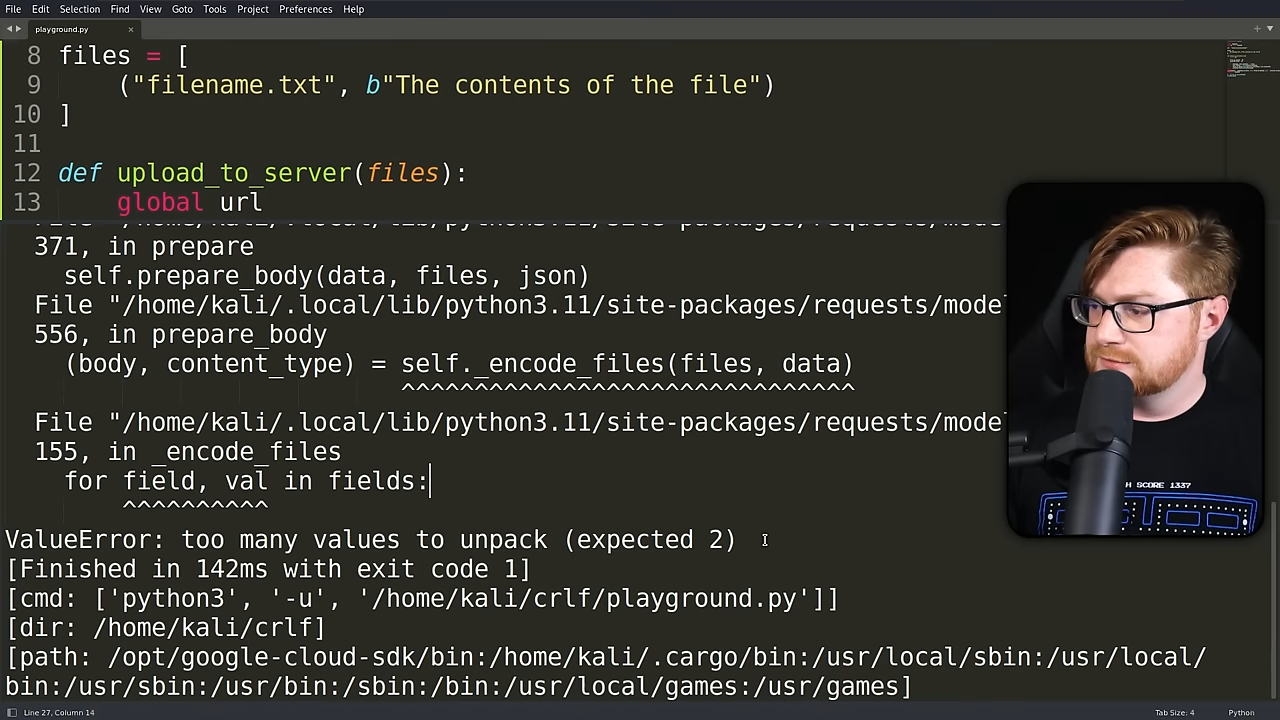 File Edit Selection Find View Goto Tools Project Preferences Help
playground.py
8 files = [
9 ("filename.txt", b"The contents of the file")
10 ]
11
12 def upload_to_server(files):
13 global url
371, in prepare
self.prepare_body(data, files, json)
File "/home/kali/.local/lib/python3.11/site-packages/requests/mode
556, in prepare_body
(body, content_type) = self._encode_files(files, data)
^^^^^^^^^^^^^^^^^^^^^^^^^^^^^^^
File "/home/kali/.local/lib/python3.11/site-packages/requests/mode
155, in _encode_files
for field, val in fields:
^^^^^^^^^^
ValueError: too many values to unpack (expected 2)
[Finished in 142ms with exit code 1]
[cmd: ['python3', '-u', '/home/kali/crlf/playground.py']]
[dir: /home/kali/crlf]
[path: /opt/google-cloud-sdk/bin:/home/kali/.cargo/bin:/usr/local/sbin:/usr/local/
bin:/usr/sbin:/usr/bin:/sbin:/bin:/usr/local/games:/usr/games]
SCORE 1337
Line 27, Column 14
Tab Size: 4
Python